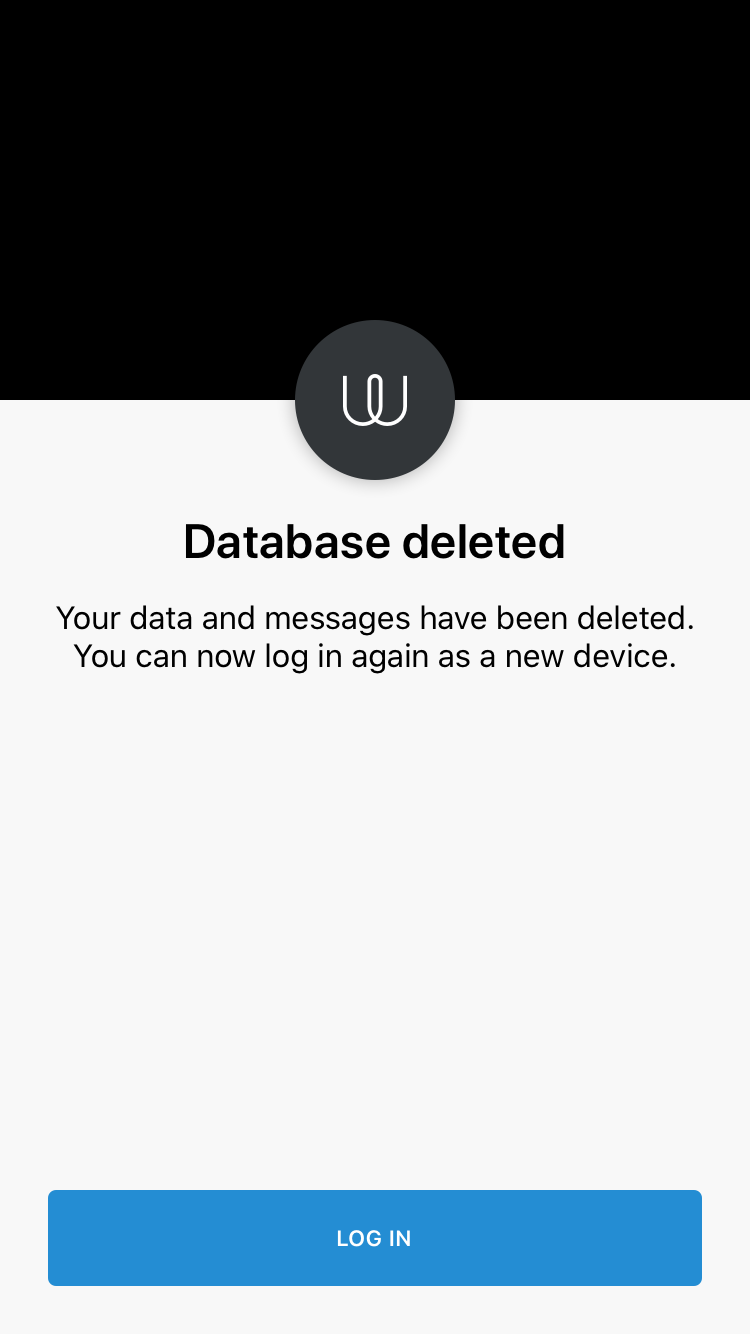 Database deleted
Your data and messages have been deleted.
You can now log in again as a new device.
LOG IN